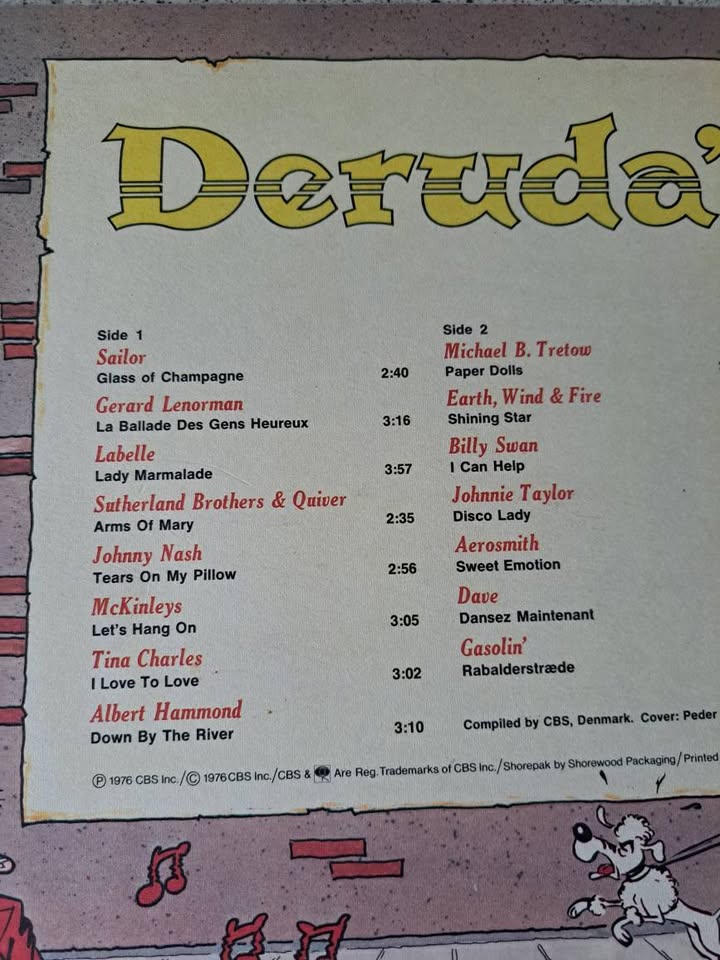 Deruda'
Side 1
Sailor
Glass of Champagne 2:40
Gerard Lenorman
La Ballade Des Gens Heureux 3:16
Labelle
Lady Marmalade 3:57
Sutherland Brothers & Quiver
Arms Of Mary 2:35
Johnny Nash
Tears On My Pillow 2:56
McKinleys
Let's Hang On 3:05
Tina Charles
I Love To Love 3:02
Albert Hammond
Down By The River 3:10
Side 2
Michael B. Tretow
Paper Dolls
Earth, Wind & Fire
Shining Star
Billy Swan
I Can Help
Johnnie Taylor
Disco Lady
Aerosmith
Sweet Emotion
Dave
Dansez Maintenant
Gasolin'
Rabalderstræde
Compiled by CBS, Denmark. Cover: Peder
Ⓟ 1976 CBS Inc./© 1976 CBS Inc./CBS & Are Reg. Trademarks of CBS Inc./Shorepak by Shorewood Packaging/Printed